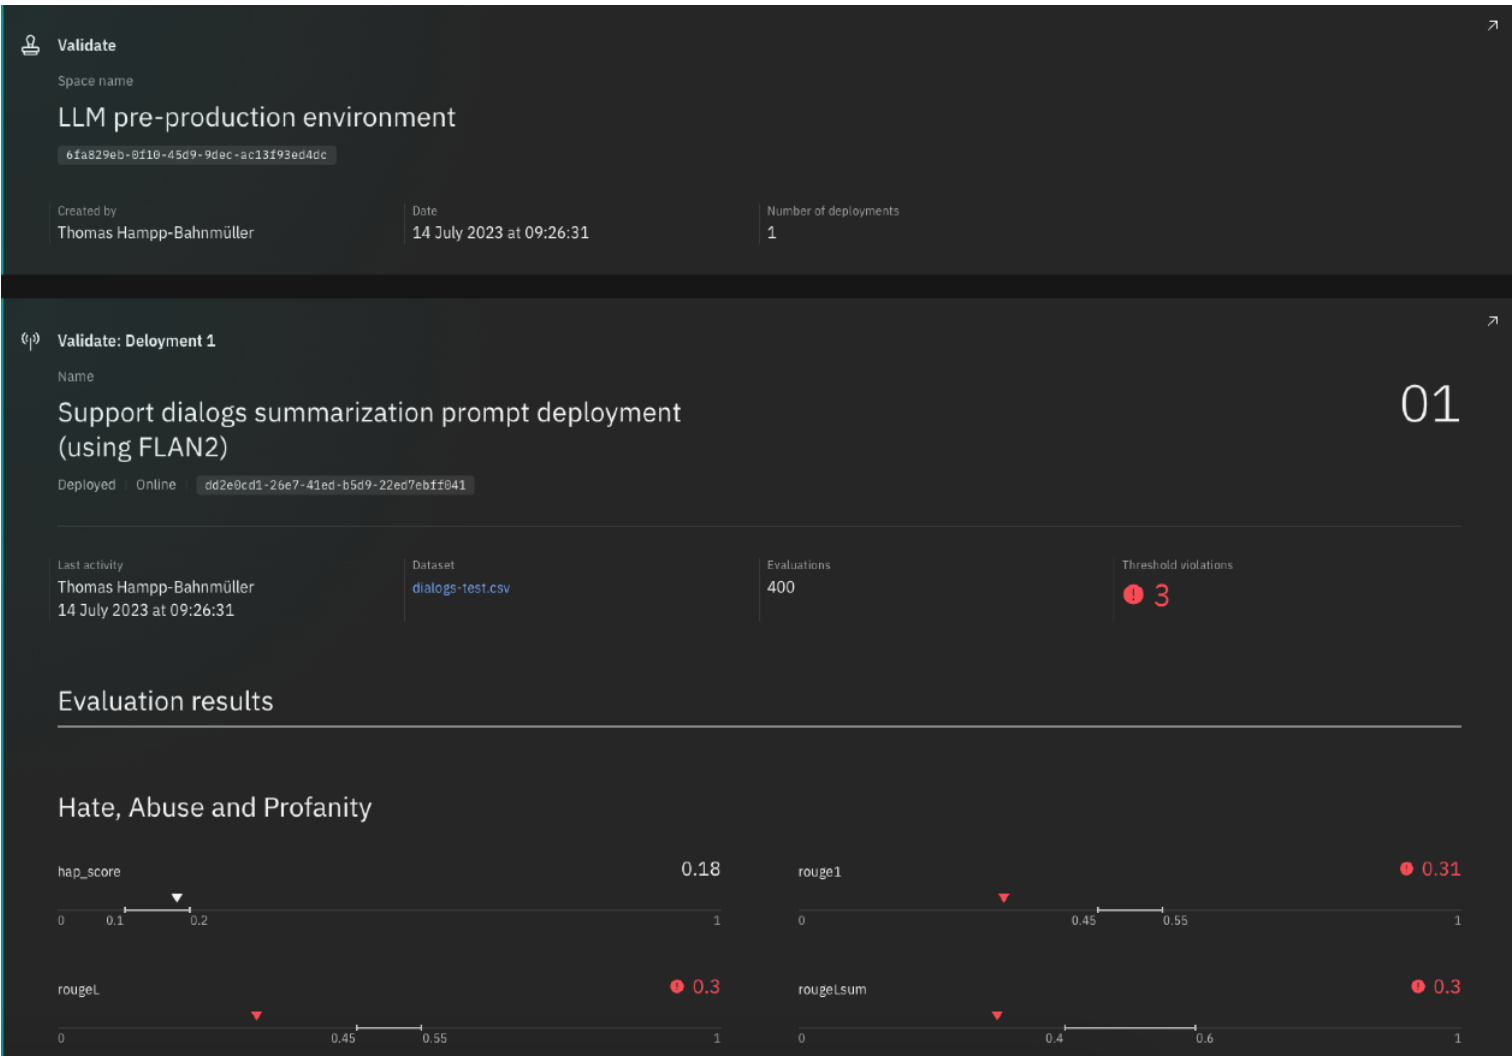 Validate
Space name
LLM pre-production environment
6fa829eb-0f10-45d9-9dec-ac13f93ed4dc
Created by
Thomas Hampp-Bahnmüller
Date
14 July 2023 at 09:26:31
Number of deployments
1
Validate: Deloyment 1
Name
Support dialogs summarization prompt deployment
(using FLAN2)
01
Deployed Online dd2e0cd1-26e7-41ed-b5d9-22ed7ebff041
Last activity
Thomas Hampp-Bahnmüller
14 July 2023 at 09:26:31
Dataset
dialogs-test.csv
Evaluations
400
Threshold violations
3
Evaluation results
Hate, Abuse and Profanity
hap_score 0.18
0 0.1 0.2 1
rouge1 0.31
0 0.45 0.55 1
rougeL 0.3
0 0.45 0.55 1
rougeLsum 0.3
0 0.4 0.6 1